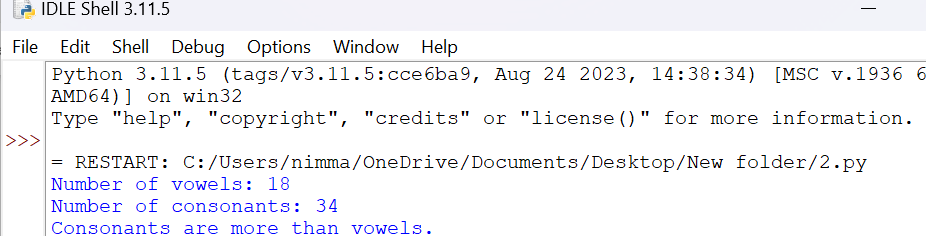 IDLE Shell 3.11.5
File Edit Shell Debug Options Window Help
Python 3.11.5 (tags/v3.11.5:cce6ba9, Aug 24 2023, 14:38:34) [MSC v.1936 6
AMD64)] on win32
Type "help", "copyright", "credits" or "license()" for more information.
>>>
= RESTART: C:/Users/nimma/OneDrive/Documents/Desktop/New folder/2.py
Number of vowels: 18
Number of consonants: 34
Consonants are more than vowels.